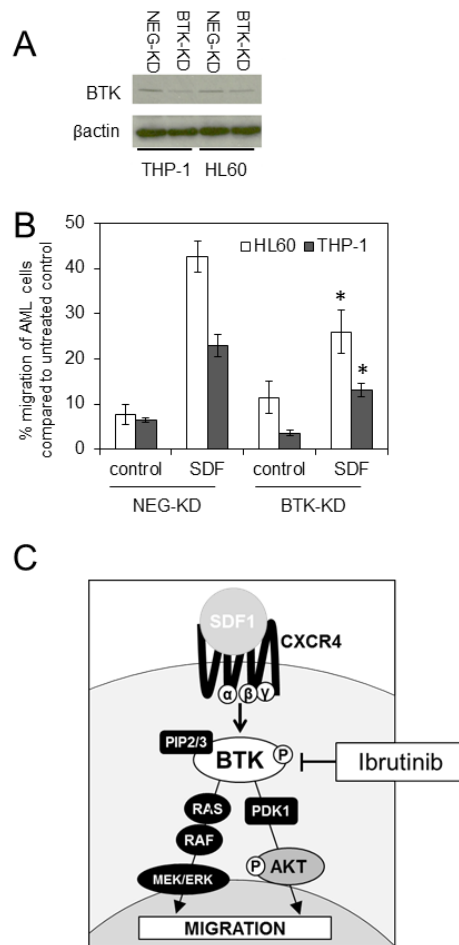 A
NEG-KD BTK-KD NEG-KD BTK-KD
BTK
βactin
THP-1 HL60
B
50
40
30
20
10
0
% migration of AML cells
compared to untreated control
HL60 THP-1
* *
control SDF control SDF
NEG-KD BTK-KD
C
SDF1
CXCR4
α β γ
PIP2/3
BTK P
Ibrutinib
RAS PDK1
RAF
P AKT
MEK/ERK
MIGRATION